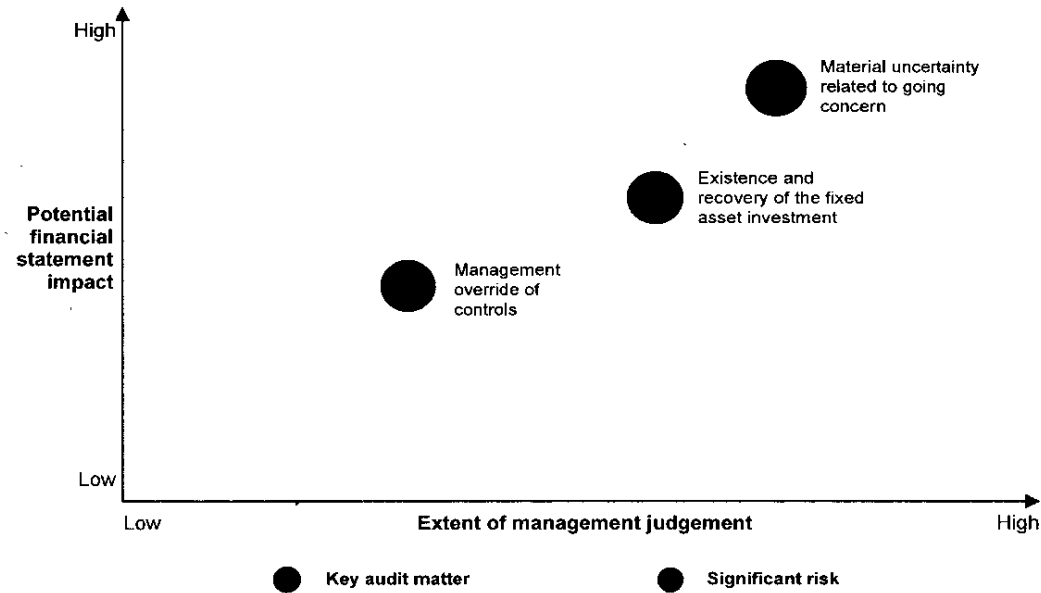 High
Material uncertainty
related to going
concern
Existence and
recovery of the fixed
asset investment
Potential
financial
statement
impact
Management
override of
controls
Low
Low
Extent of management judgement
High
Key audit matter
Significant risk